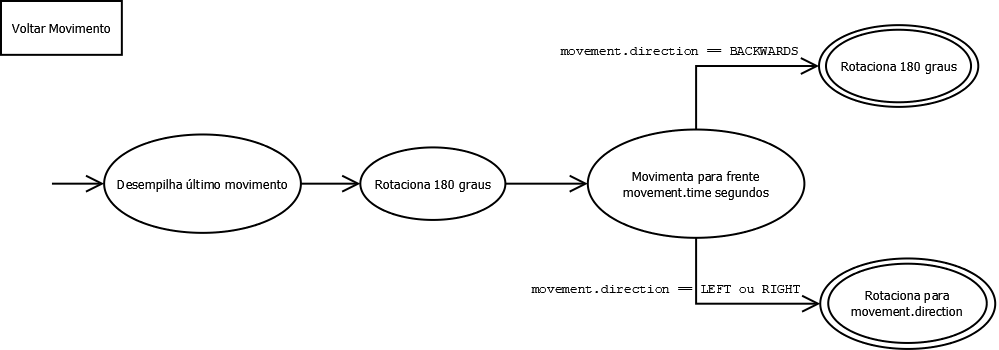 Voltar Movimento
movement.direction == BACKWARDS
Rotaciona 180 graus
Desempilha último movimento
Rotaciona 180 graus
Movimenta para frente
movement.time segundos
movement.direction == LEFT ou RIGHT
Rotaciona para
movement.direction